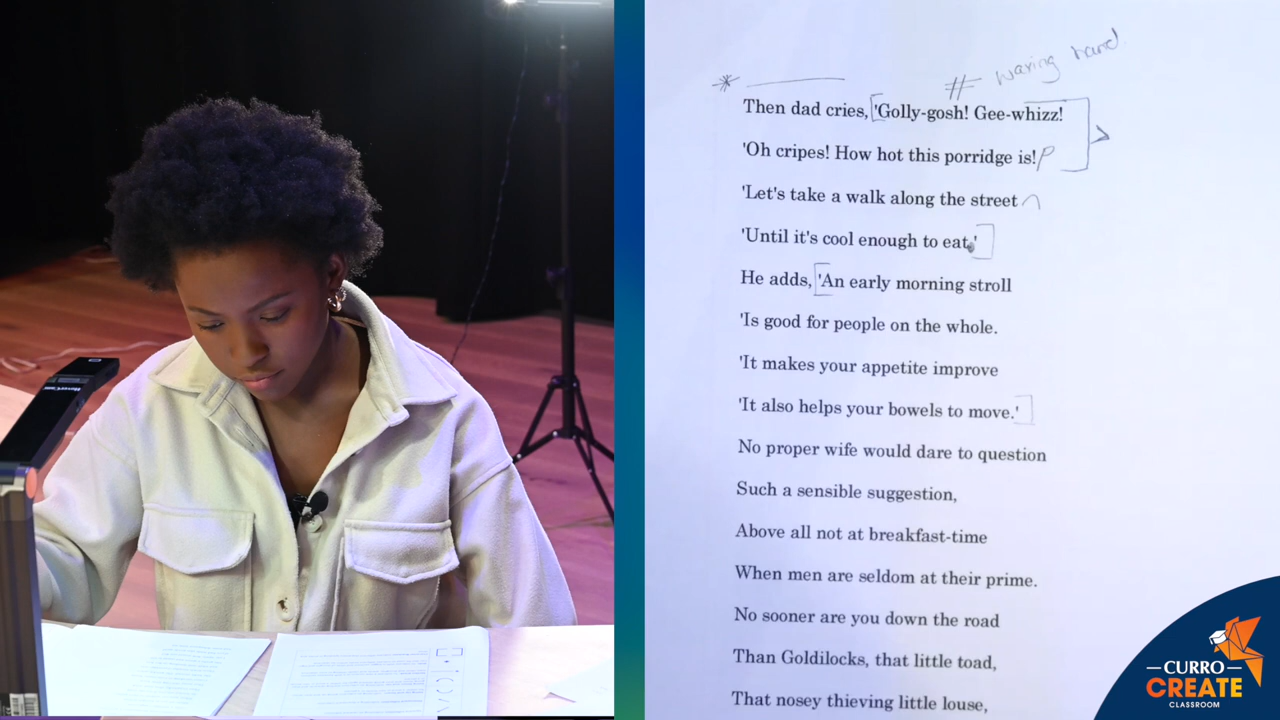 # waring hand.
Then dad cries, 'Golly-gosh! Gee-whizz!
'Oh cripes! How hot this porridge is!
'Let's take a walk along the street
'Until it's cool enough to eat.'
He adds, 'An early morning stroll
'Is good for people on the whole.
'It makes your appetite improve
'It also helps your bowels to move.'
No proper wife would dare to question
Such a sensible suggestion,
Above all not at breakfast-time
When men are seldom at their prime.
No sooner are you down the road
Than Goldilocks, that little toad,
That nosey thieving little louse,
CURRO
CREATE
CLASSROOM